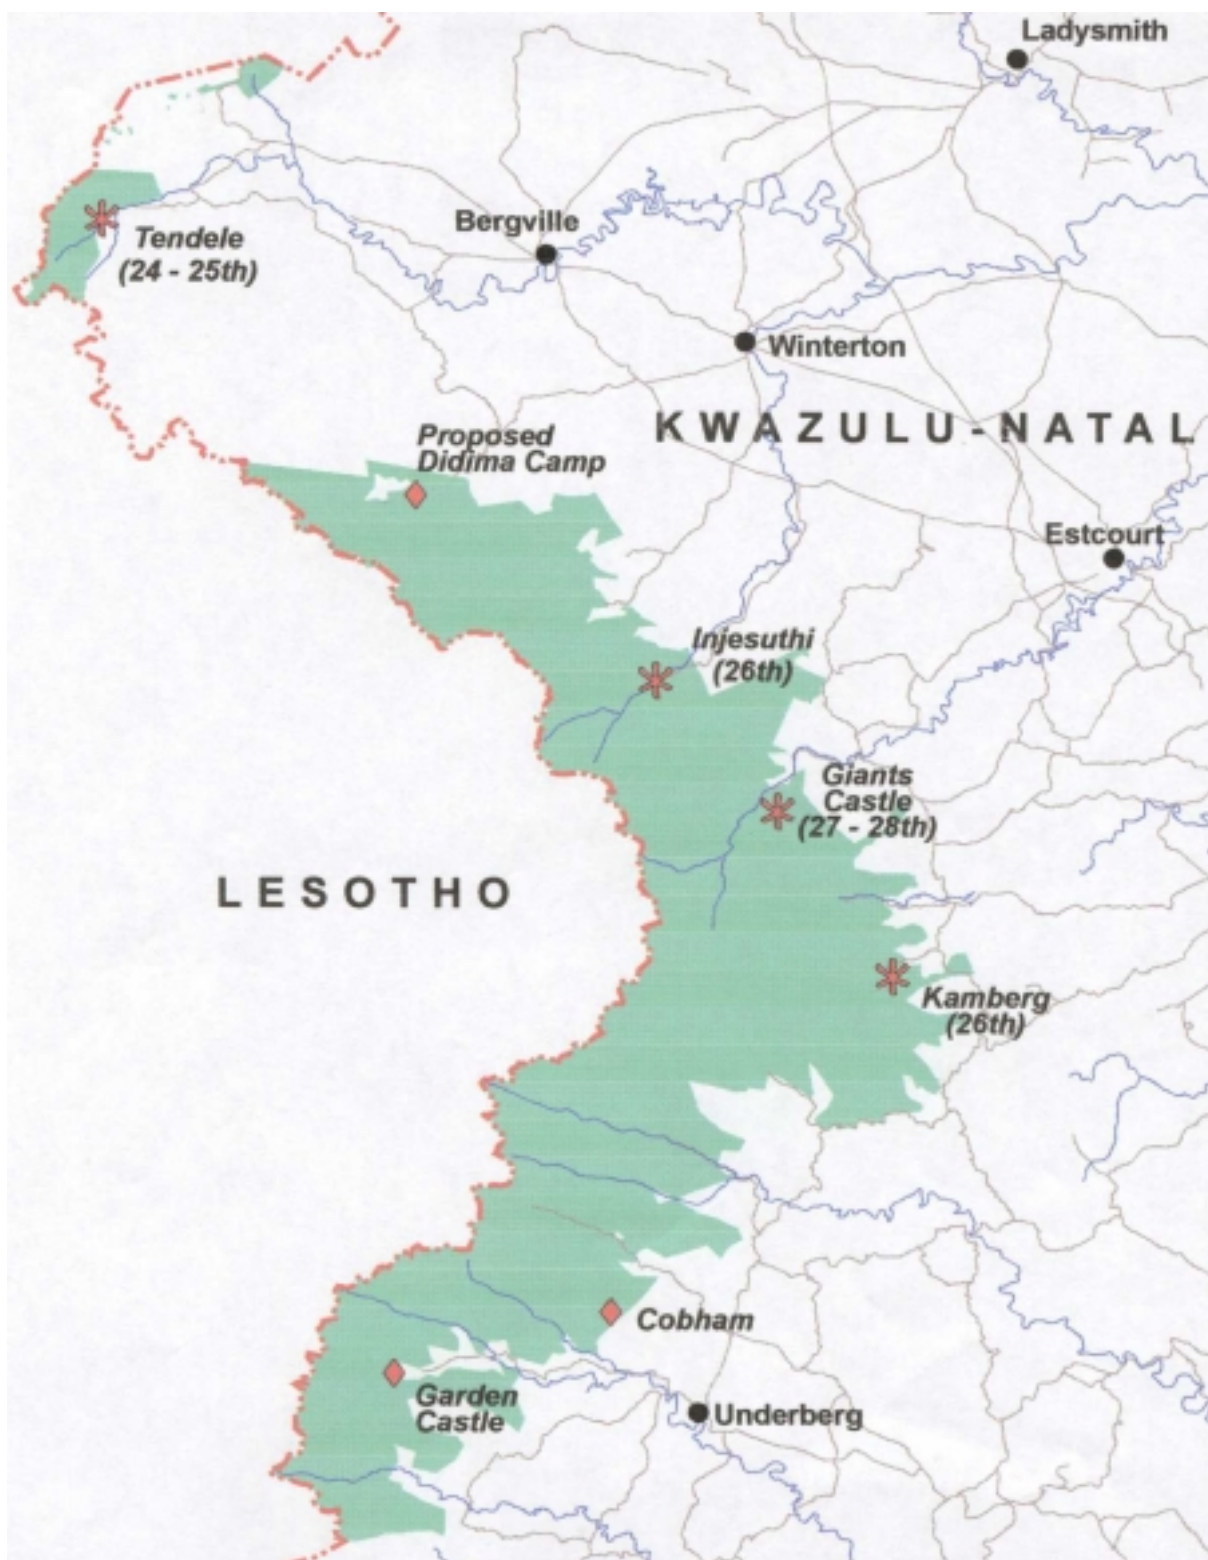 Ladysmith
Bergville
Tendele
(24 - 25th)
Winterton
Proposed
Didima Camp
KWAZULU-NATAL
Estcourt
Injesuthi
(26th)
Giants
Castle
(27 - 28th)
LESOTHO
Kamberg
(26th)
Cobham
Garden
Castle
Underberg